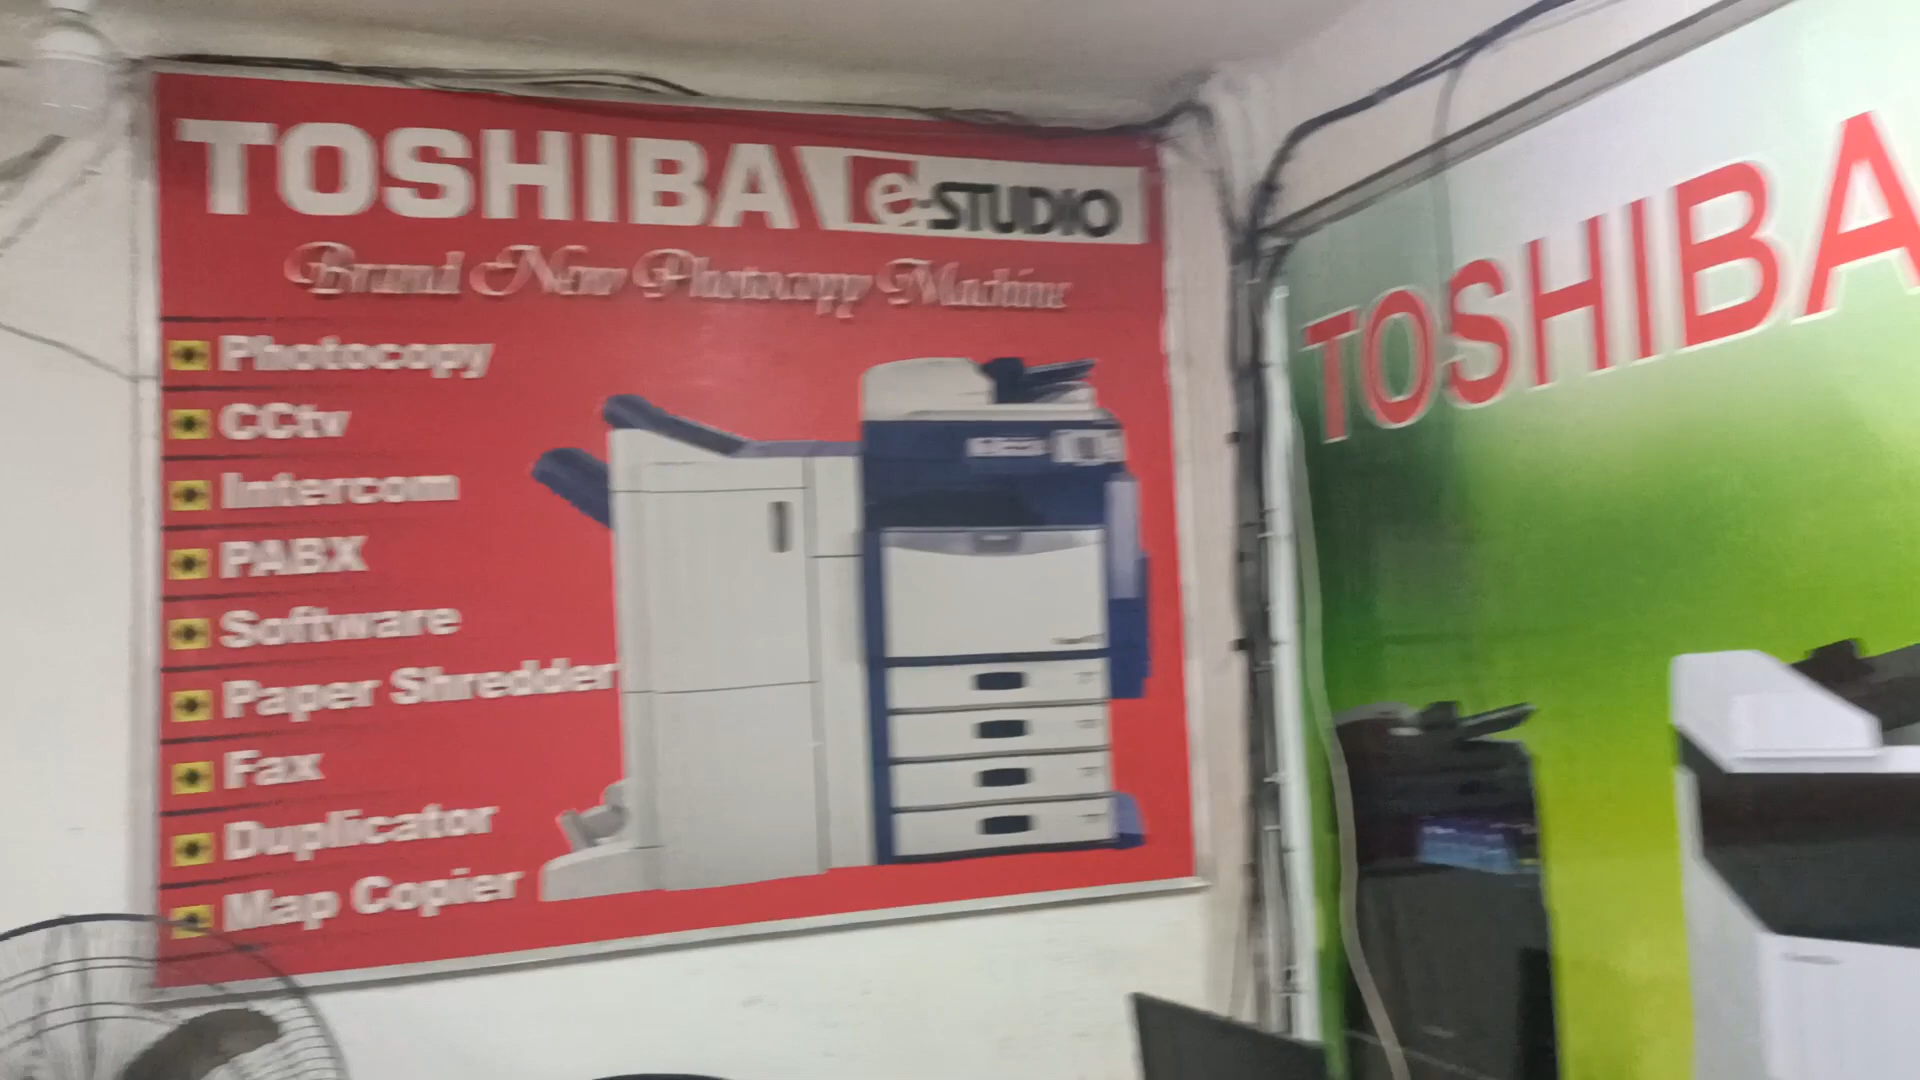 TOSHIBA e-STUDIO
Brand New Photocopy Machine
Photocopy
CCtv
Intercom
PABX
Software
Paper Shredder
Fax
Duplicator
Map Copier
TOSHIBA